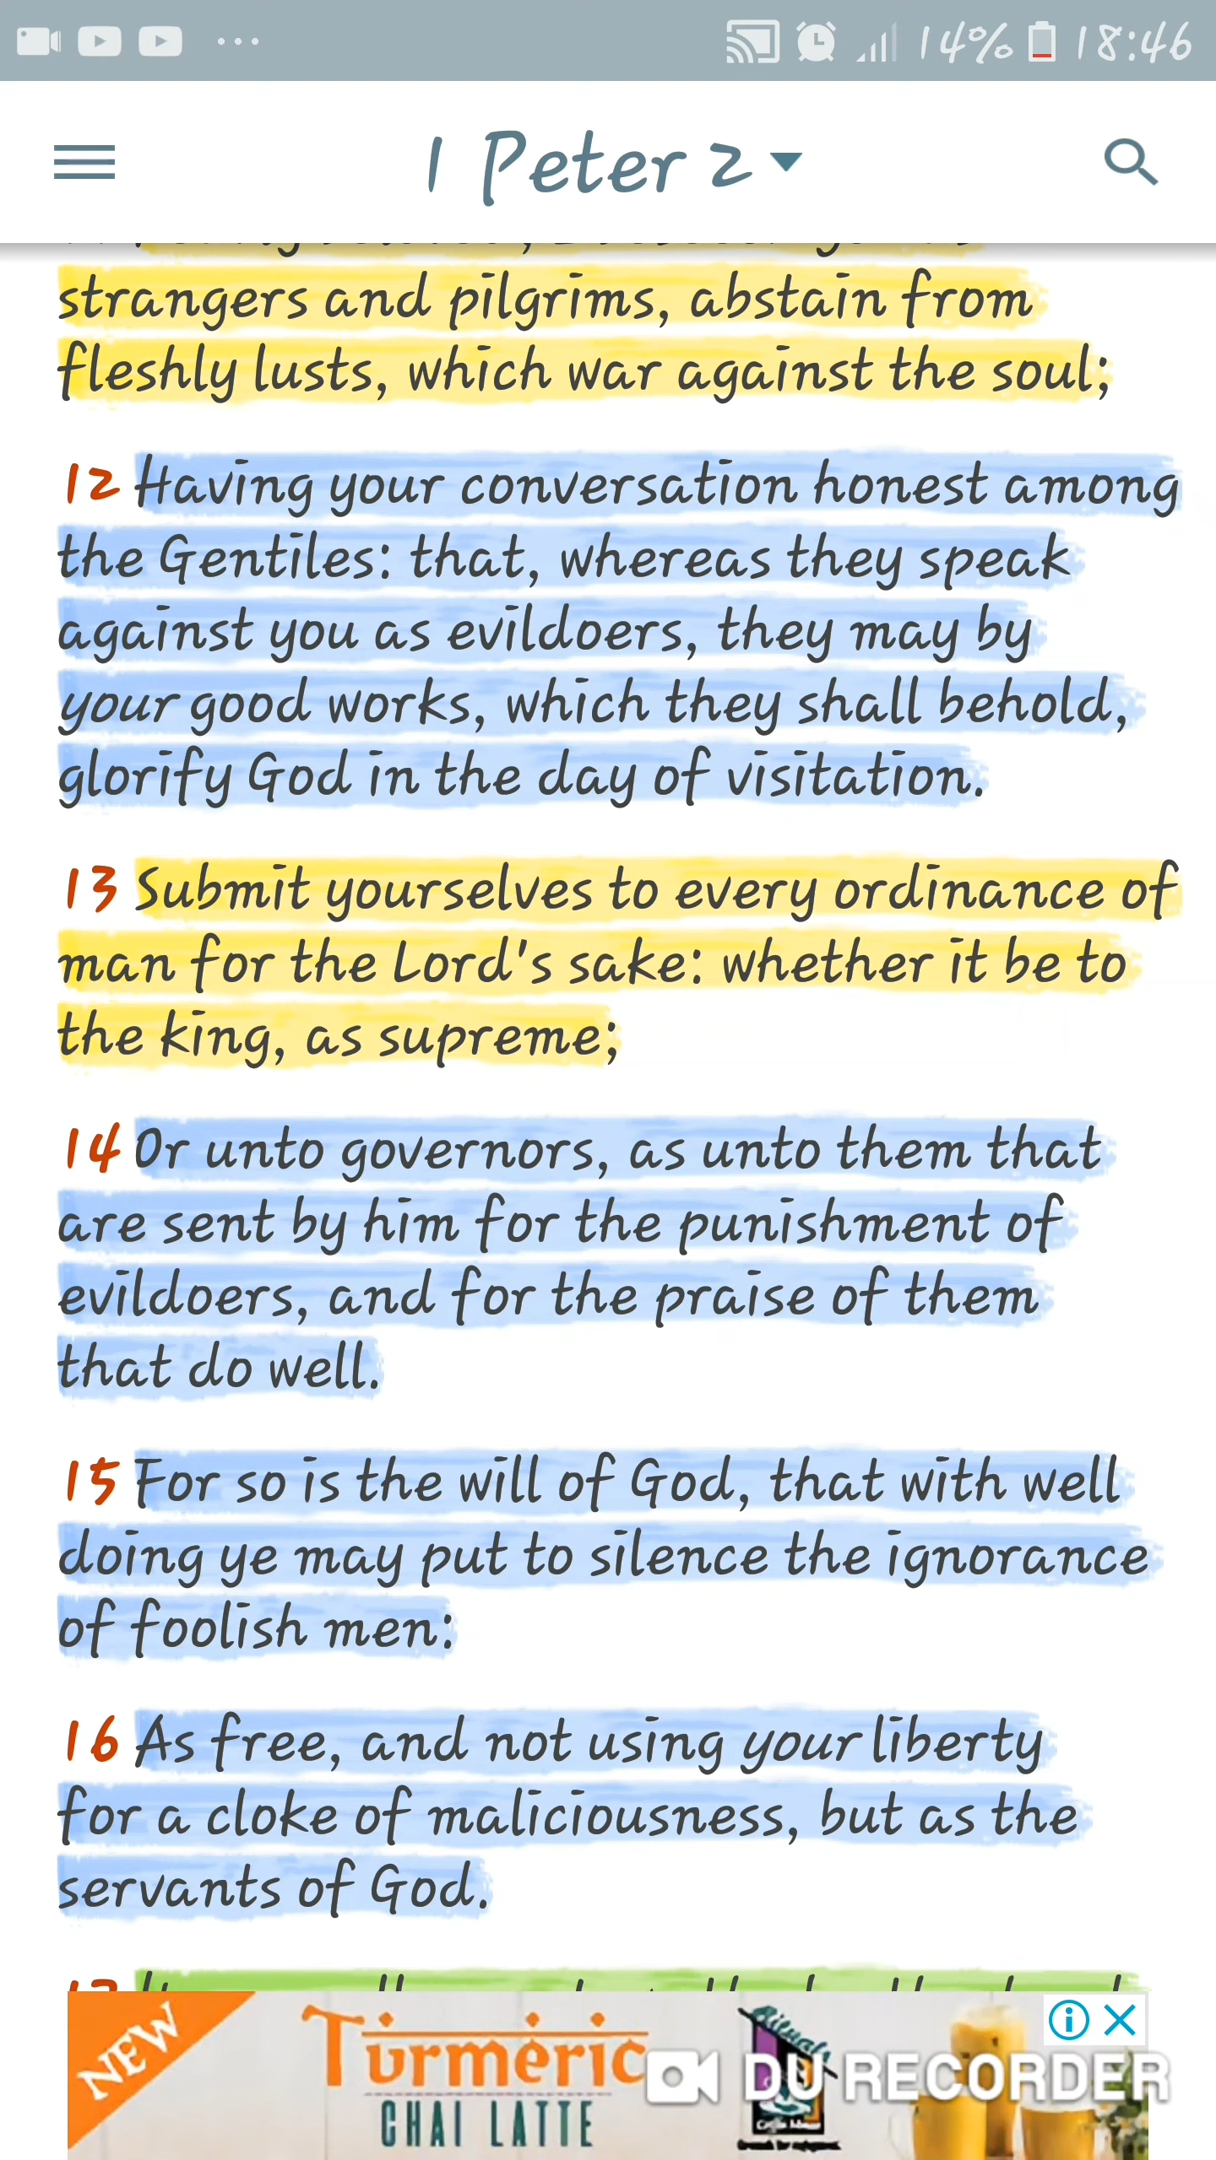 14% 18:46
1 Peter 2
strangers and pilgrims, abstain from
fleshly lusts, which war against the soul;
12 Having your conversation honest among
the Gentiles: that, whereas they speak
against you as evildoers, they may by
your good works, which they shall behold,
glorify God in the day of visitation.
13 Submit yourselves to every ordinance of
man for the Lord's sake: whether it be to
the king, as supreme;
14 Or unto governors, as unto them that
are sent by him for the punishment of
evildoers, and for the praise of them
that do well.
15 For so is the will of God, that with well
doing ye may put to silence the ignorance
of foolish men:
16 As free, and not using your liberty
for a cloke of maliciousness, but as the
servants of God.
NEW
Turmeric
CHAI LATTE
Rituals
DU RECORDER